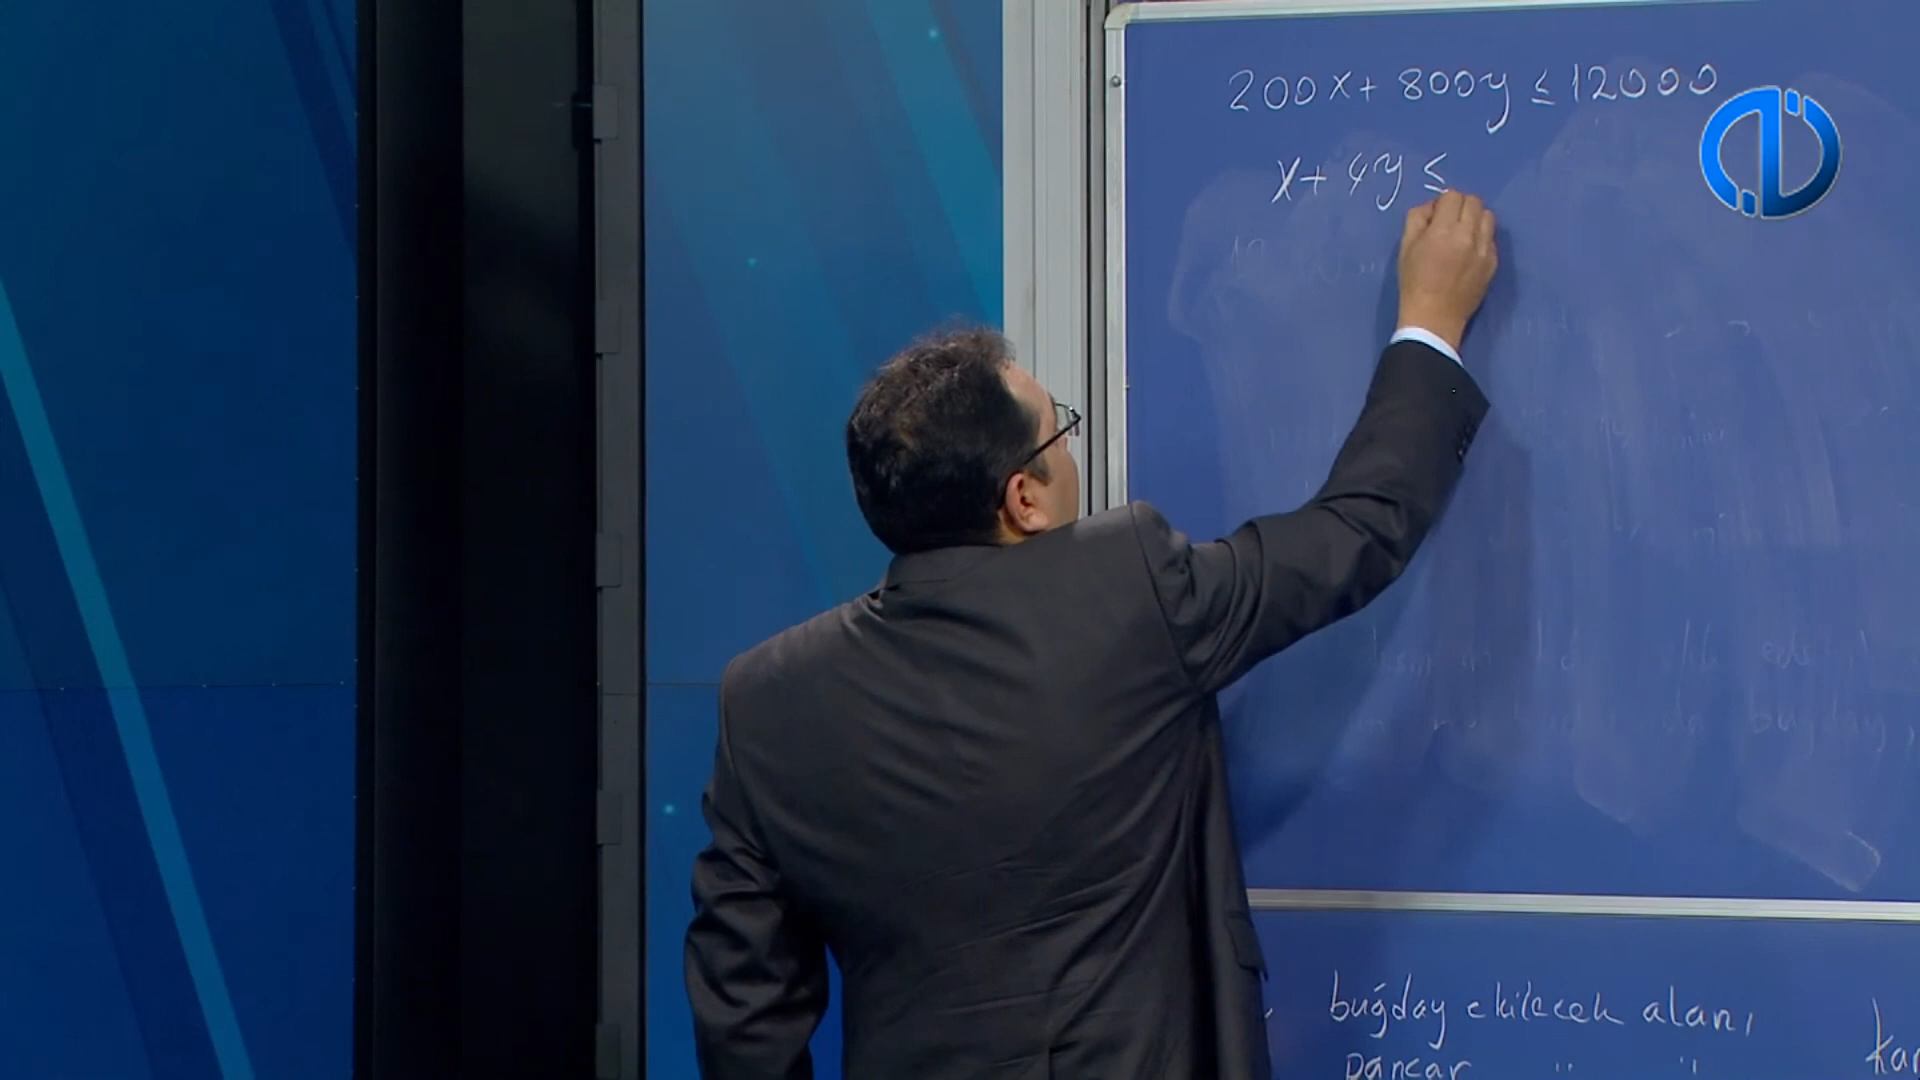 200x + 800y ≤ 12000
x + 4y ≤
buğday ekilecek alanı
pancar " "